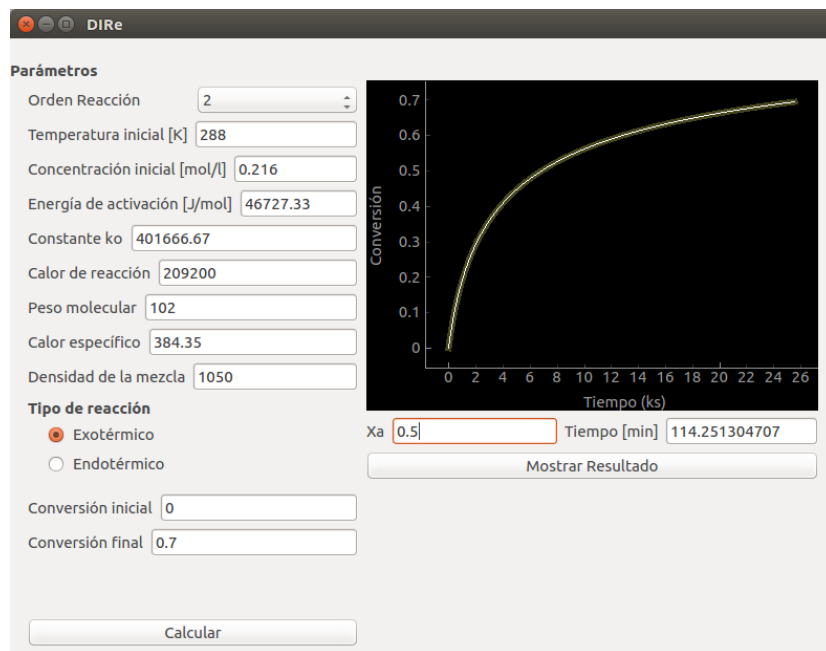 DIRe
Parámetros
Orden Reacción 2
Temperatura inicial [K] 288
Concentración inicial [mol/l] 0.216
Energía de activación [J/mol] 46727.33
Constante ko 401666.67
Calor de reacción 209200
Peso molecular 102
Calor específico 384.35
Densidad de la mezcla 1050
Tipo de reacción
Exotérmico
Endotérmico
Conversión inicial 0
Conversión final 0.7
Calcular
Conversión
0.7
0.6
0.5
0.4
0.3
0.2
0.1
0
0 2 4 6 8 10 12 14 16 18 20 22 24 26
Tiempo (ks)
Xa 0.5 Tiempo [min] 114.251304707
Mostrar Resultado